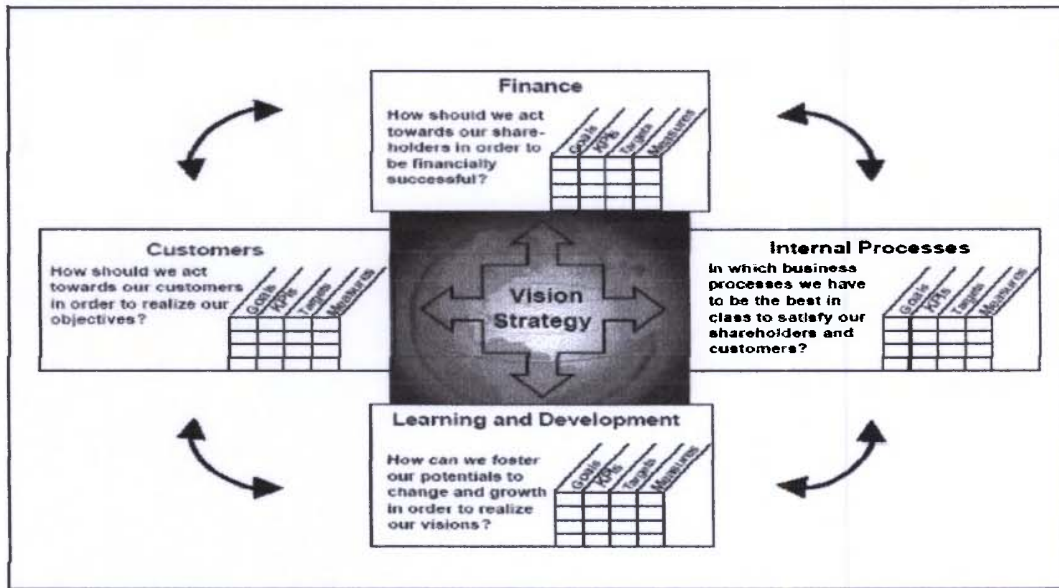 Finance
How should we act
towards our share-
holders in order to
be financially
successful?
Goals
KPIs
Targets
Measures
Customers
How should we act
towards our customers
in order to realize our
objectives?
Goals
KPIs
Targets
Measures
Vision
Strategy
Internal Processes
In which business
processes we have
to be the best in
class to satisfy our
shareholders and
customers?
Goals
KPIs
Targets
Measures
Learning and Development
How can we foster
our potentials to
change and growth
in order to realize
our visions?
Goals
KPIs
Targets
Measures